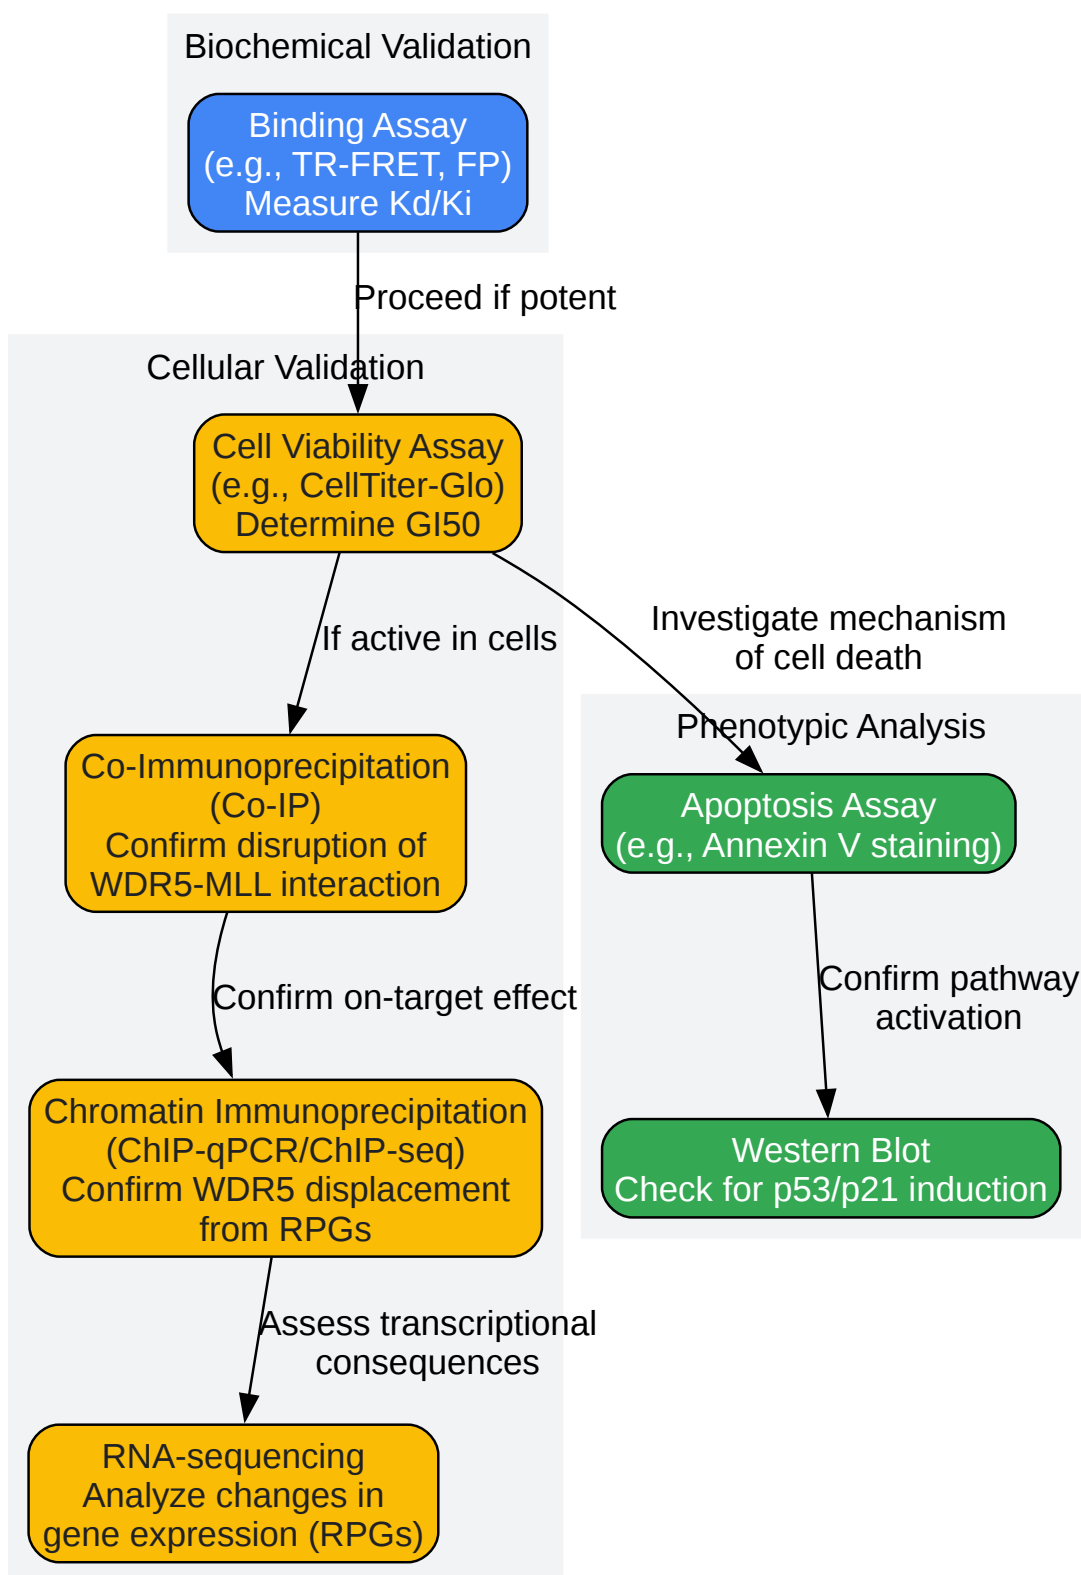 Biochemical Validation
Binding Assay
(e.g., TR-FRET, FP)
Measure Kd/Ki
Proceed if potent
Cellular Validation
Cell Viability Assay
(e.g., CellTiter-Glo)
Determine GI50
If active in cells
Investigate mechanism
of cell death
Phenotypic Analysis
Co-Immunoprecipitation
(Co-IP)
Confirm disruption of
WDR5-MLL interaction
Apoptosis Assay
(e.g., Annexin V staining)
Confirm on-target effect
Confirm pathway
activation
Chromatin Immunoprecipitation
(ChIP-qPCR/ChIP-seq)
Confirm WDR5 displacement
from RPGs
Western Blot
Check for p53/p21 induction
Assess transcriptional
consequences
RNA-sequencing
Analyze changes in
gene expression (RPGs)